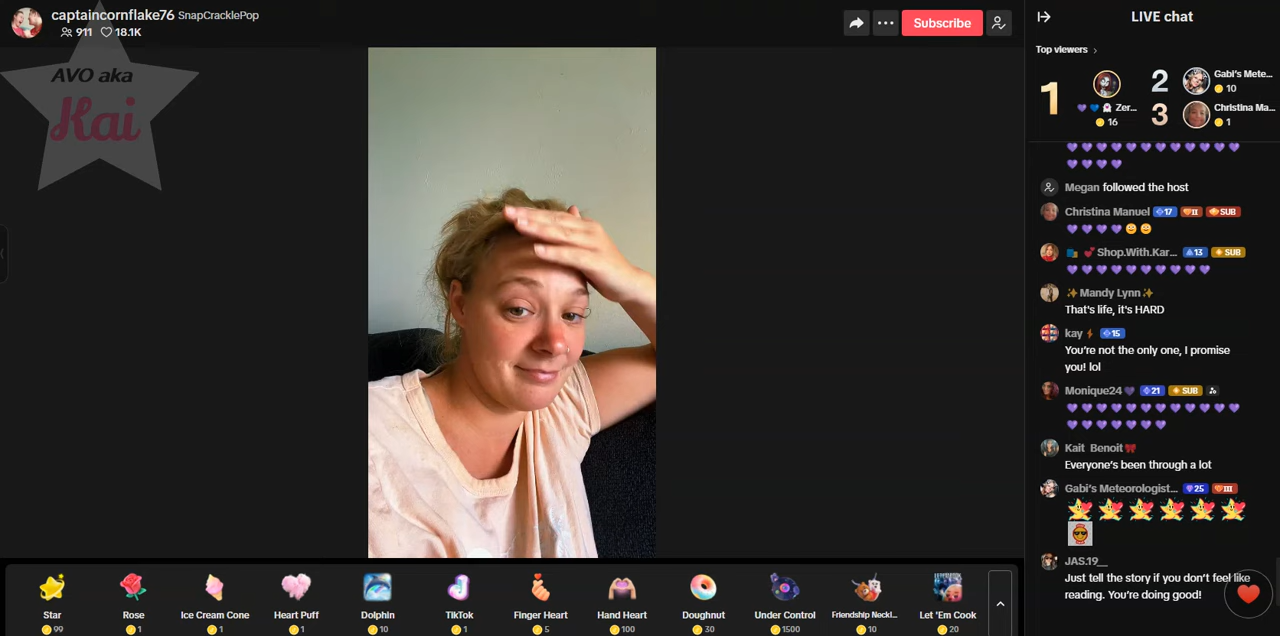 captaincornflake76 SnapCracklePop
911 18.1K
Subscribe
AVO aka
Kai
LIVE chat
Top viewers
1
Zer...
16
2
Gabi's Mete...
10
3
Christina Ma...
1
Megan followed the host
Christina Manuel 17 II SUB
Shop.With.Kar... 13 SUB
Mandy Lynn
That's life, it's HARD
kay 15
You're not the only one, I promise
you! lol
Monique24 21 SUB
Kait Benoit
Everyone's been through a lot
Gabi's Meteorologist... 25 III
JAS.19__
Just tell the story if you don't feel like
reading. You're doing good!
Star
99
Rose
1
Ice Cream Cone
1
Heart Puff
1
Dolphin
10
TikTok
1
Finger Heart
5
Hand Heart
100
Doughnut
30
Under Control
1500
Friendship Neckl...
10
Let 'Em Cook
20